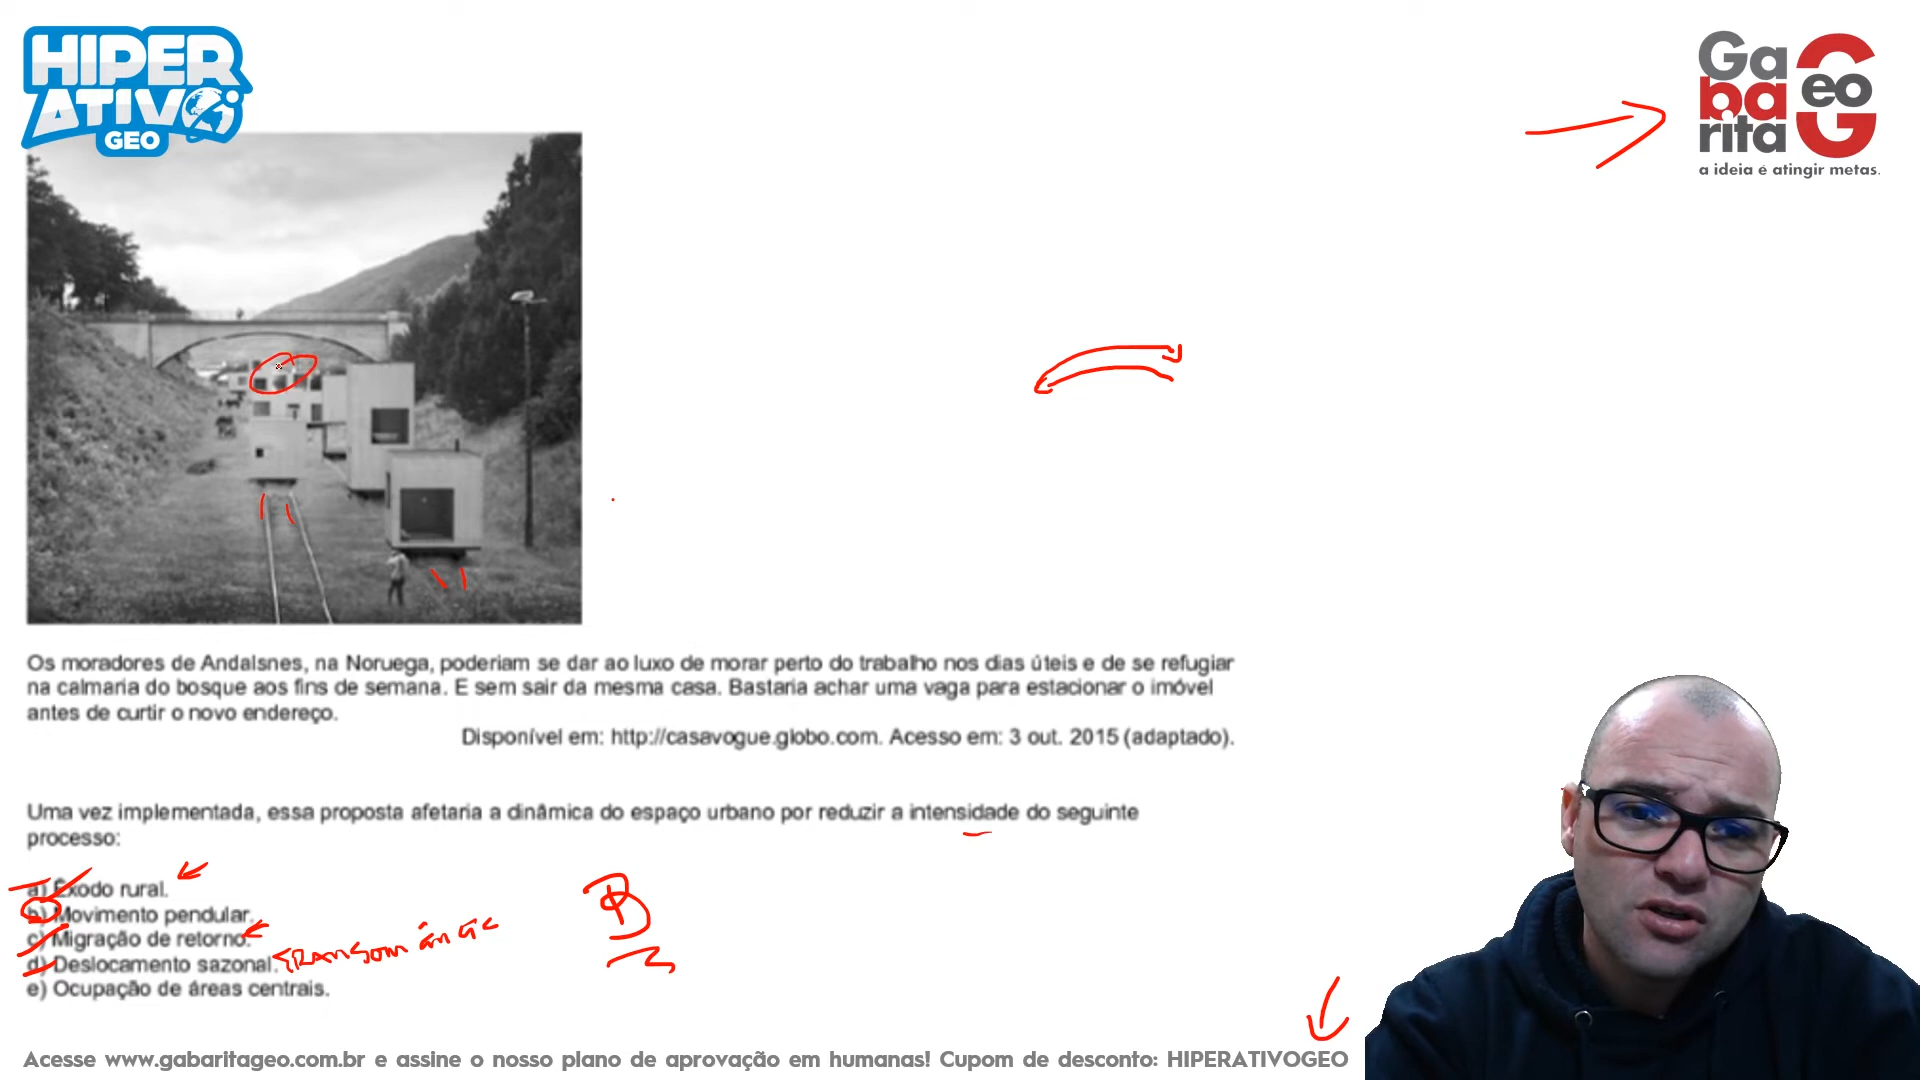 HIPER
ATIVO
GEO
Ga
ba
rita
eo
a ideia é atingir metas.
Os moradores de Andalsnes, na Noruega, poderiam se dar ao luxo de morar perto do trabalho nos dias úteis e de se refugiar
na calmaria do bosque aos fins de semana. E sem sair da mesma casa. Bastaria achar uma vaga para estacionar o imóvel
antes de curtir o novo endereço.
Disponível em: http://casavogue.globo.com. Acesso em: 3 out. 2015 (adaptado).
Uma vez implementada, essa proposta afetaria a dinâmica do espaço urbano por reduzir a intensidade do seguinte
processo:
a) Êxodo rural.
b) Movimento pendular.
c) Migração de retorno.
d) Deslocamento sazonal.
e) Ocupação de áreas centrais.
B
Acesse www.gabaritageo.com.br e assine o nosso plano de aprovação em humanas! Cupom de desconto: HIPERATIVOGEO